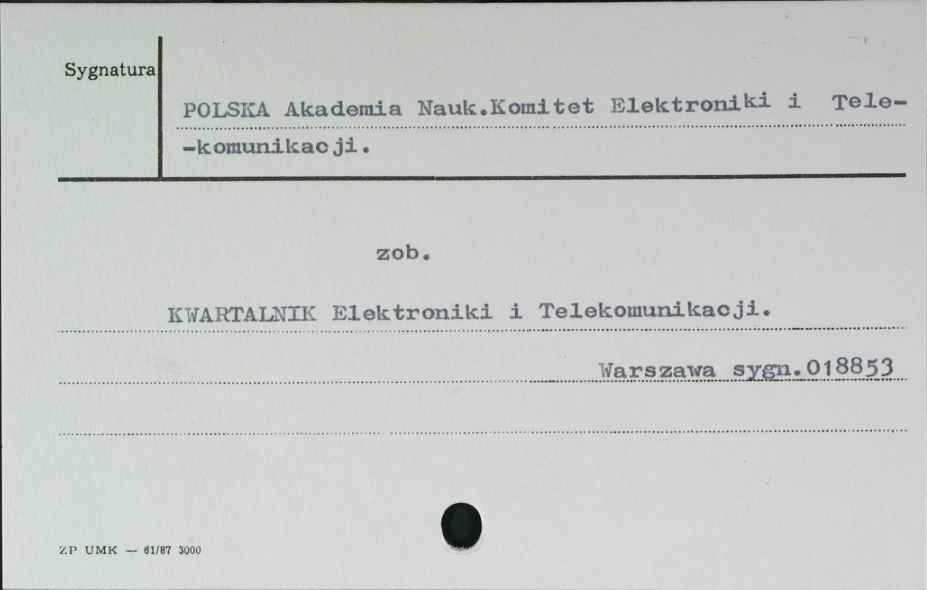 Sygnatura
POLSKA Akademia Nauk.Komitet Elektroniki i Tele-
-komunikacji.
zob.
KWARTALNIK Elektroniki i Telekomunikacji.
Warszawa sygn.018853
ZP UMK — 61/87 3000